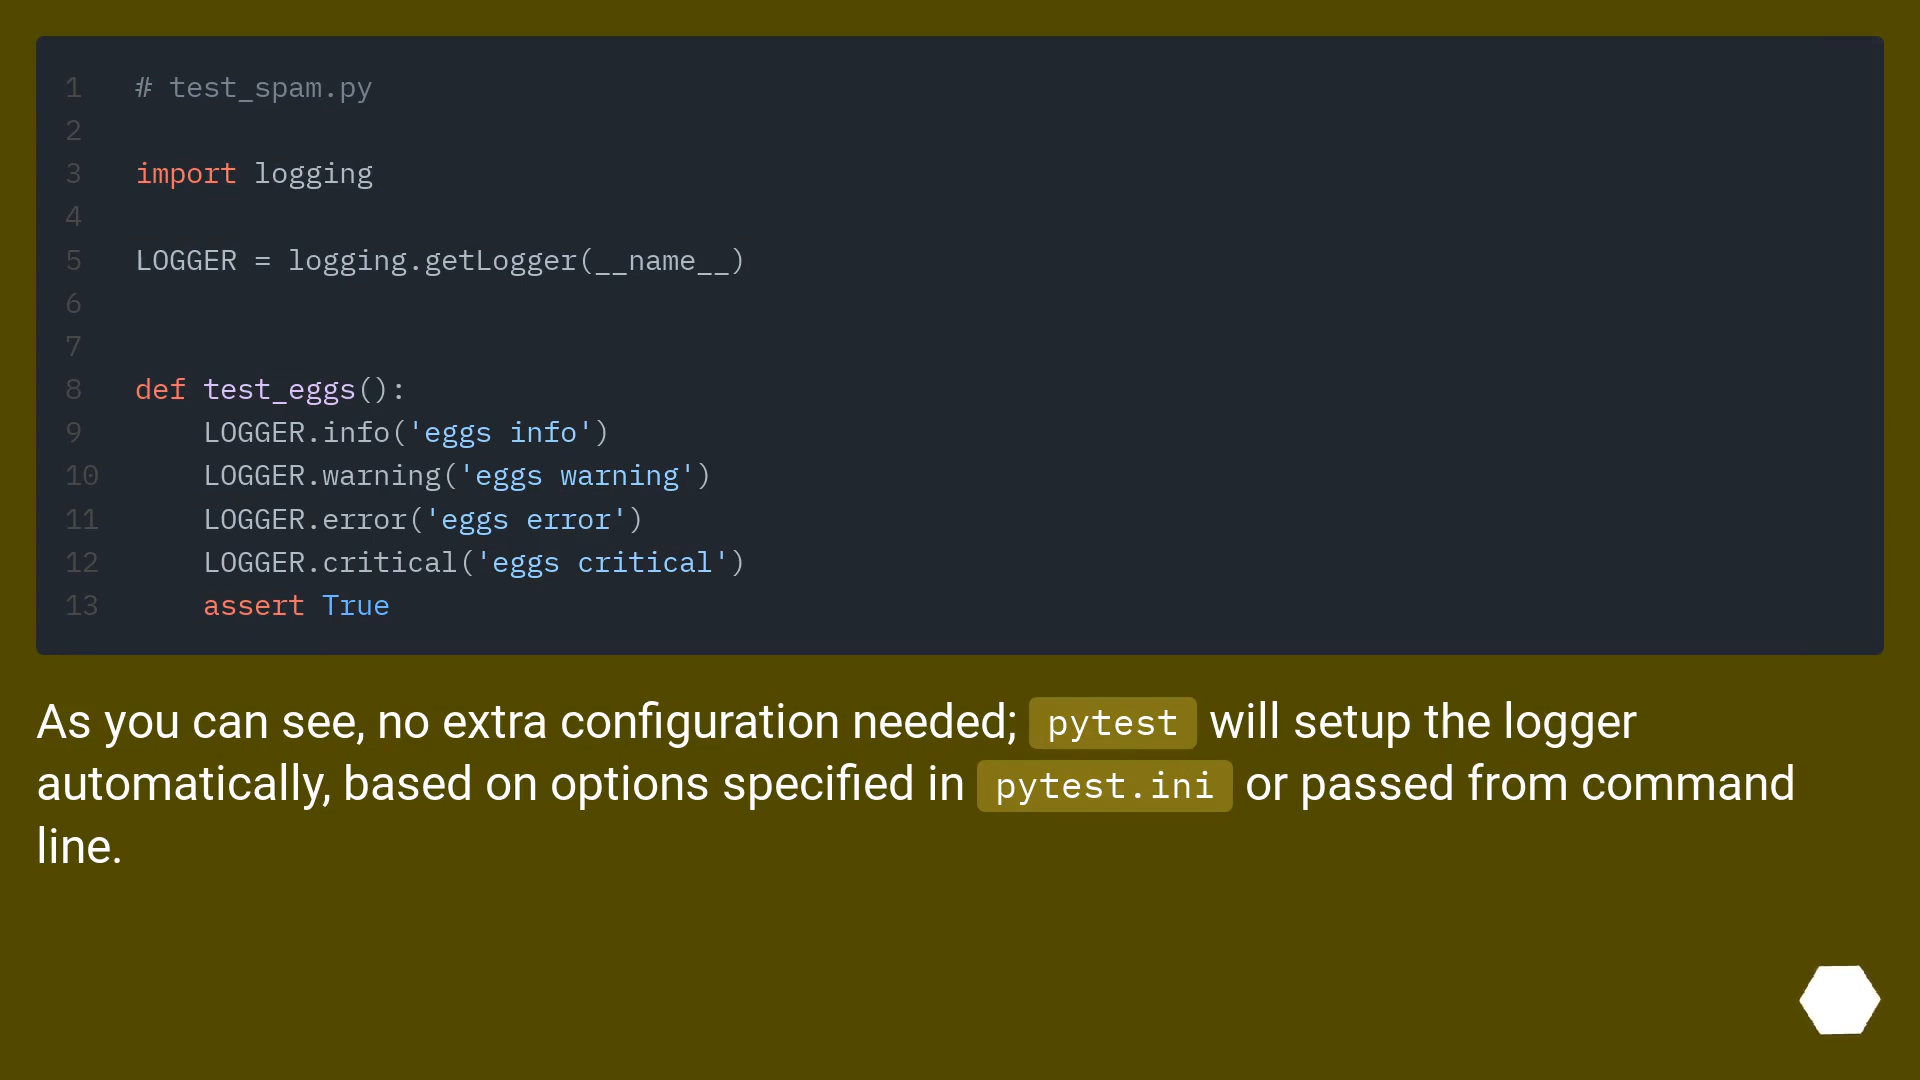 1 # test_spam.py
2
3 import logging
4
5 LOGGER = logging.getLogger(__name__)
6
7
8 def test_eggs():
9     LOGGER.info('eggs info')
10     LOGGER.warning('eggs warning')
11     LOGGER.error('eggs error')
12     LOGGER.critical('eggs critical')
13     assert True
As you can see, no extra configuration needed; pytest will setup the logger
automatically, based on options specified in pytest.ini or passed from command
line.